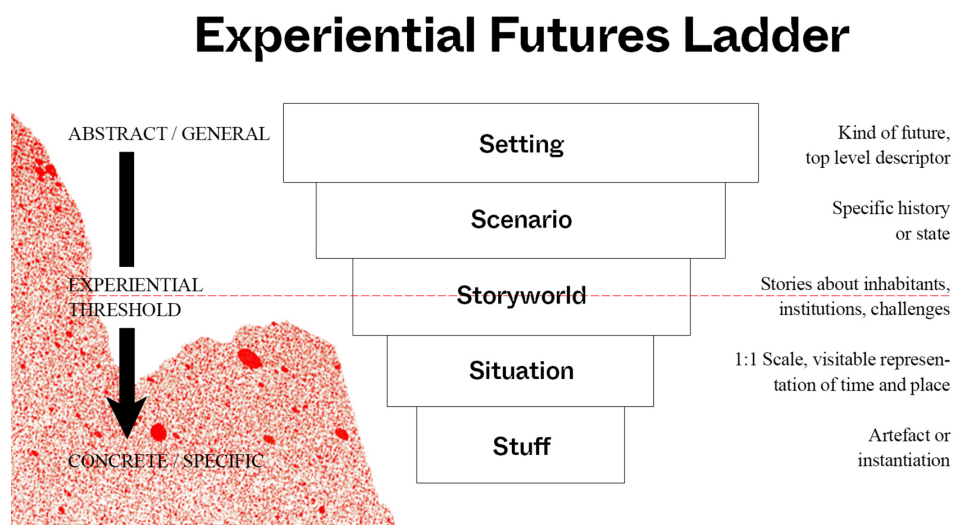 Experiential Futures Ladder
ABSTRACT / GENERAL
Setting
Kind of future,
top level descriptor
Scenario
Specific history
or state
EXPERIENTIAL
THRESHOLD
Storyworld
Stories about inhabitants,
institutions, challenges
Situation
1:1 Scale, visitable represen-
tation of time and place
CONCRETE / SPECIFIC
Stuff
Artefact or
instantiation